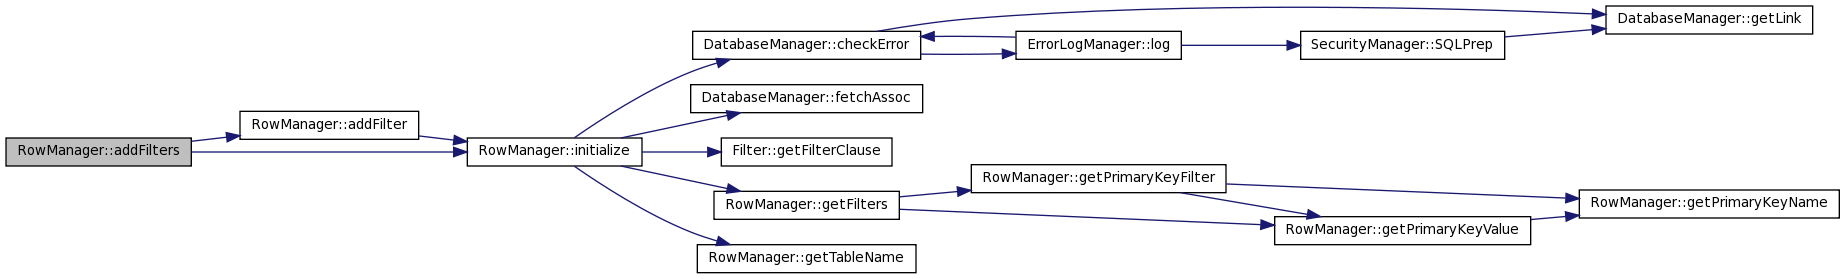 RowManager::addFilters
RowManager::addFilter
RowManager::initialize
DatabaseManager::checkError
DatabaseManager::fetchAssoc
Filter::getFilterClause
RowManager::getFilters
RowManager::getTableName
ErrorLogManager::log
SecurityManager::SQLPrep
DatabaseManager::getLink
RowManager::getPrimaryKeyFilter
RowManager::getPrimaryKeyValue
RowManager::getPrimaryKeyName